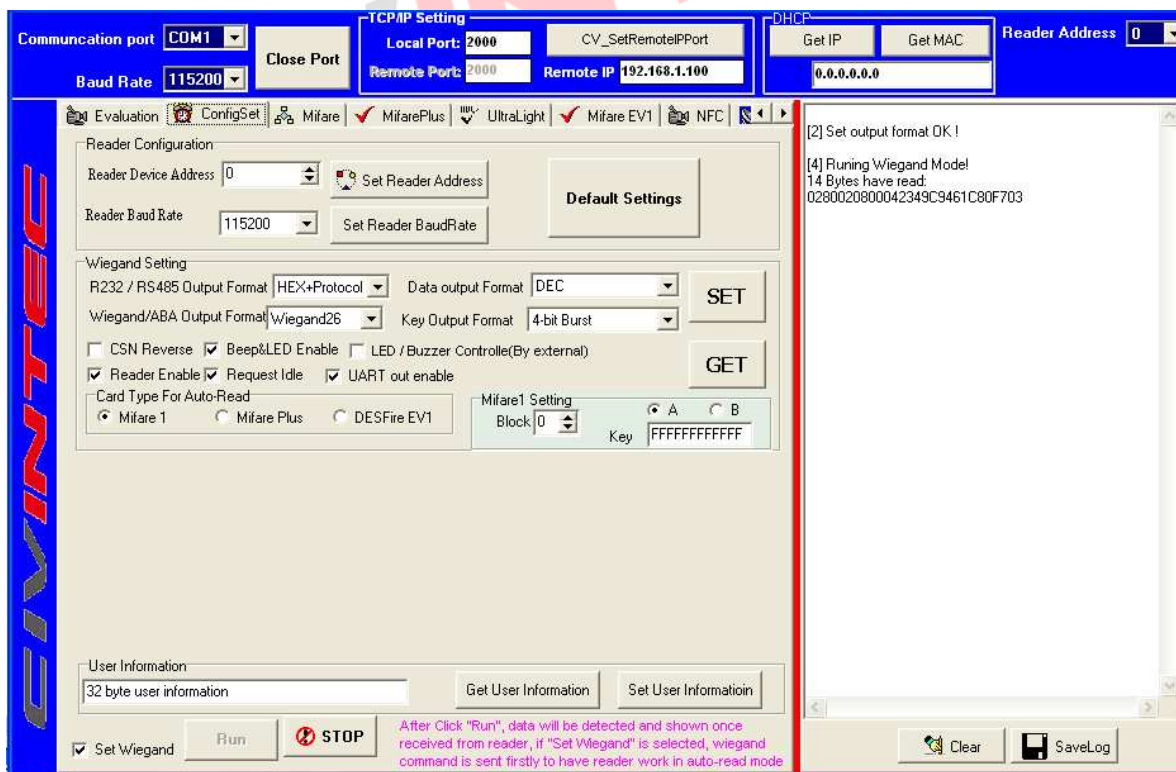 TCP/IP Setting
DHCP
Communcation port COM1
Close Port
Local Port: 2000
CV_SetRemoteIPPort
Get IP
Get MAC
Reader Address 0
Baud Rate 115200
Remote Port: 2000
Remote IP 192.168.1.100
0.0.0.0.0.0
Evaluation ConfigSet Mifare MifarePlus UltraLight Mifare EV1 NFC
Reader Configuration
Reader Device Address 0
Set Reader Address
Default Settings
Reader Baud Rate 115200
Set Reader BaudRate
Wiegand Setting
R232 / RS485 Output Format HEX+Protocol
Data output Format DEC
SET
Wiegand/ABA Output Format Wiegand26
Key Output Format 4-bit Burst
CSN Reverse Beep&LED Enable LED / Buzzer Controlle(By external)
GET
Reader Enable Request Idle UART out enable
Card Type For Auto-Read
Mifare 1 Mifare Plus DESFire EV1
Mifare1 Setting
A B
Block 0
Key FFFFFFFFFFFF
User Information
32 byte user information
Get User Information
Set User Informatioin
Set Wiegand
Run
STOP
After Click "Run", data will be detected and shown once
received from reader, if "Set Wiegand" is selected, wiegand
command is sent firstly to have reader work in auto-read mode
CIVINTEC
[2] Set output format OK !
[4] Runing Wiegand Mode!
14 Bytes have read:
0280020800042349C9461C80F703
Clear
SaveLog